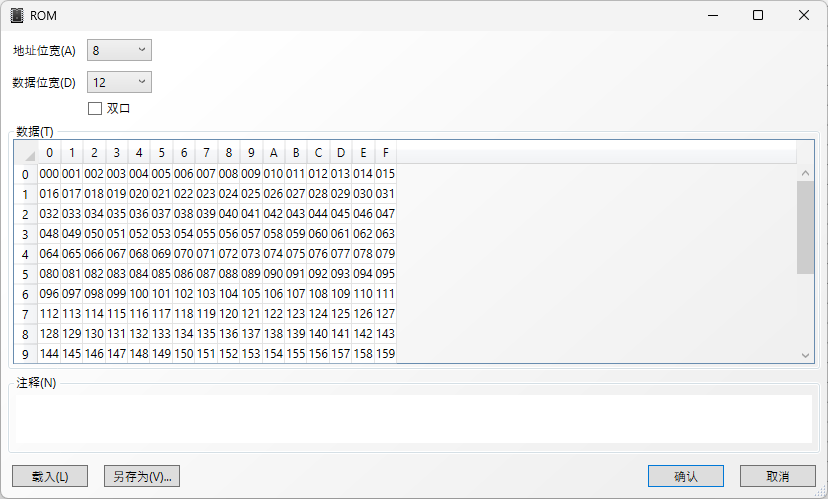 ROM
地址位宽(A) 8
数据位宽(D) 12
双口
数据(T)
0 1 2 3 4 5 6 7 8 9 A B C D E F
0 000 001 002 003 004 005 006 007 008 009 010 011 012 013 014 015
1 016 017 018 019 020 021 022 023 024 025 026 027 028 029 030 031
2 032 033 034 035 036 037 038 039 040 041 042 043 044 045 046 047
3 048 049 050 051 052 053 054 055 056 057 058 059 060 061 062 063
4 064 065 066 067 068 069 070 071 072 073 074 075 076 077 078 079
5 080 081 082 083 084 085 086 087 088 089 090 091 092 093 094 095
6 096 097 098 099 100 101 102 103 104 105 106 107 108 109 110 111
7 112 113 114 115 116 117 118 119 120 121 122 123 124 125 126 127
8 128 129 130 131 132 133 134 135 136 137 138 139 140 141 142 143
9 144 145 146 147 148 149 150 151 152 153 154 155 156 157 158 159
注释(N)
载入(L) 另存为(V)... 确认 取消